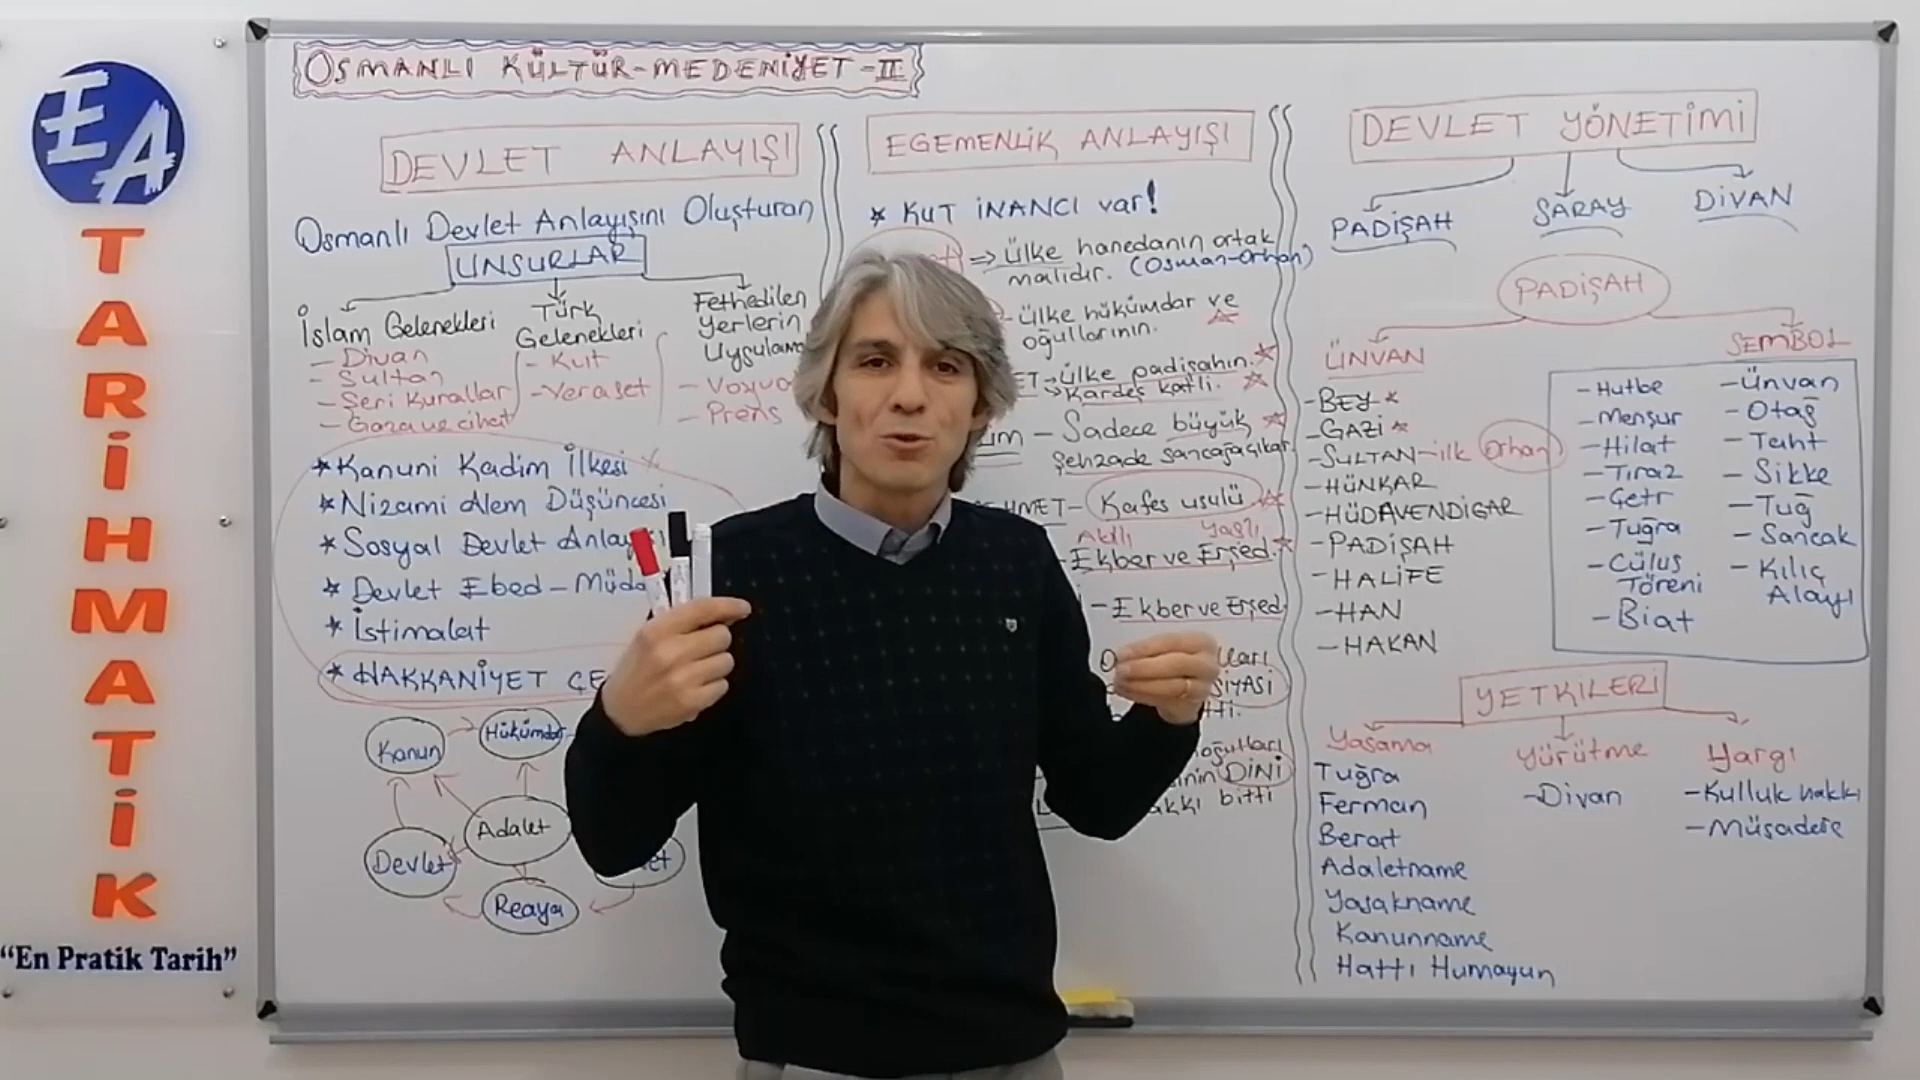 EA
TARİHMATİK
“En Pratik Tarih”
OSMANLI KÜLTÜR-MEDENİYET-II
DEVLET ANLAYIŞI
Osmanlı Devlet Anlayışını Oluşturan
UNSURLAR
İslam Gelenekleri
- Divan
- Sultan
- Şeri Kurallar
- Gaza ve cihat
Türk
Gelenekleri
- Kut
- Veraset
Fethedilen
Yerlerin
- Prens
* Kanuni Kadim İlkesi
* Nizami Alem Düşüncesi
* Sosyal Devlet
* Devlet Ebed-
* İstimalat
* HAKKANİYET
Kanun
Hükümdar
Adalet
Devlet
Reaya
EGEMENLİK ANLAYIŞI
* KUT İNANCI var!
=> ülke hanedanın ortak
malıdır. (Osman-Orhan)
- ülke hükümdar ve
oğullarının.
ülke padişahın.
Kardeş katli.
- Sadece büyük
şehzade sancağa çıkar
- Kafes usulü
Akıllı Yaşlı
- Ekber ve Erşed.
- Ekber ve Erşed
SİYASİ
oğulları
DİNİ
bitti
DEVLET YÖNETİMİ
PADİŞAH
SARAY
DİVAN
PADİŞAH
ÜNVAN
- BEY *
- GAZİ *
- SULTAN - ilk Orhan
- HÜNKAR
- HÜDAVENDİGAR
- PADİŞAH
- HALİFE
- HAN
- HAKAN
SEMBOL
- Hutbe
- Menşur
- Hilat
- Tıraz
- Çetr
- Tuğra
- Cülus
Töreni
- Biat
- Ünvan
- Otağ
- Taht
- Sikke
- Tuğ
- Sancak
- Kılıç
Alayı
YETKİLERİ
Yasama
Tuğra
Ferman
Berat
Adaletname
Yasakname
Kanunname
Hattı Humayun
Yürütme
- Divan
Yargı
- Kulluk hakkı
- Müsadere